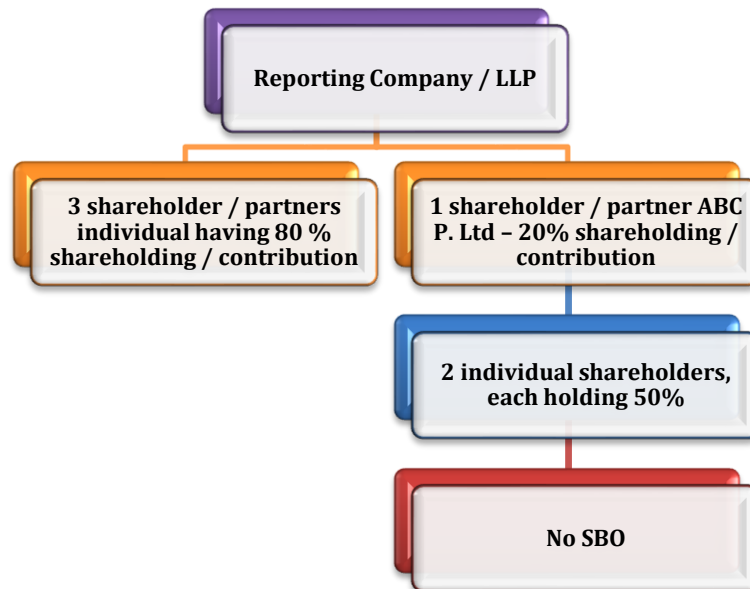 Reporting Company / LLP
3 shareholder / partners
individual having 80 %
shareholding / contribution
1 shareholder / partner ABC
P. Ltd – 20% shareholding /
contribution
2 individual shareholders,
each holding 50%
No SBO